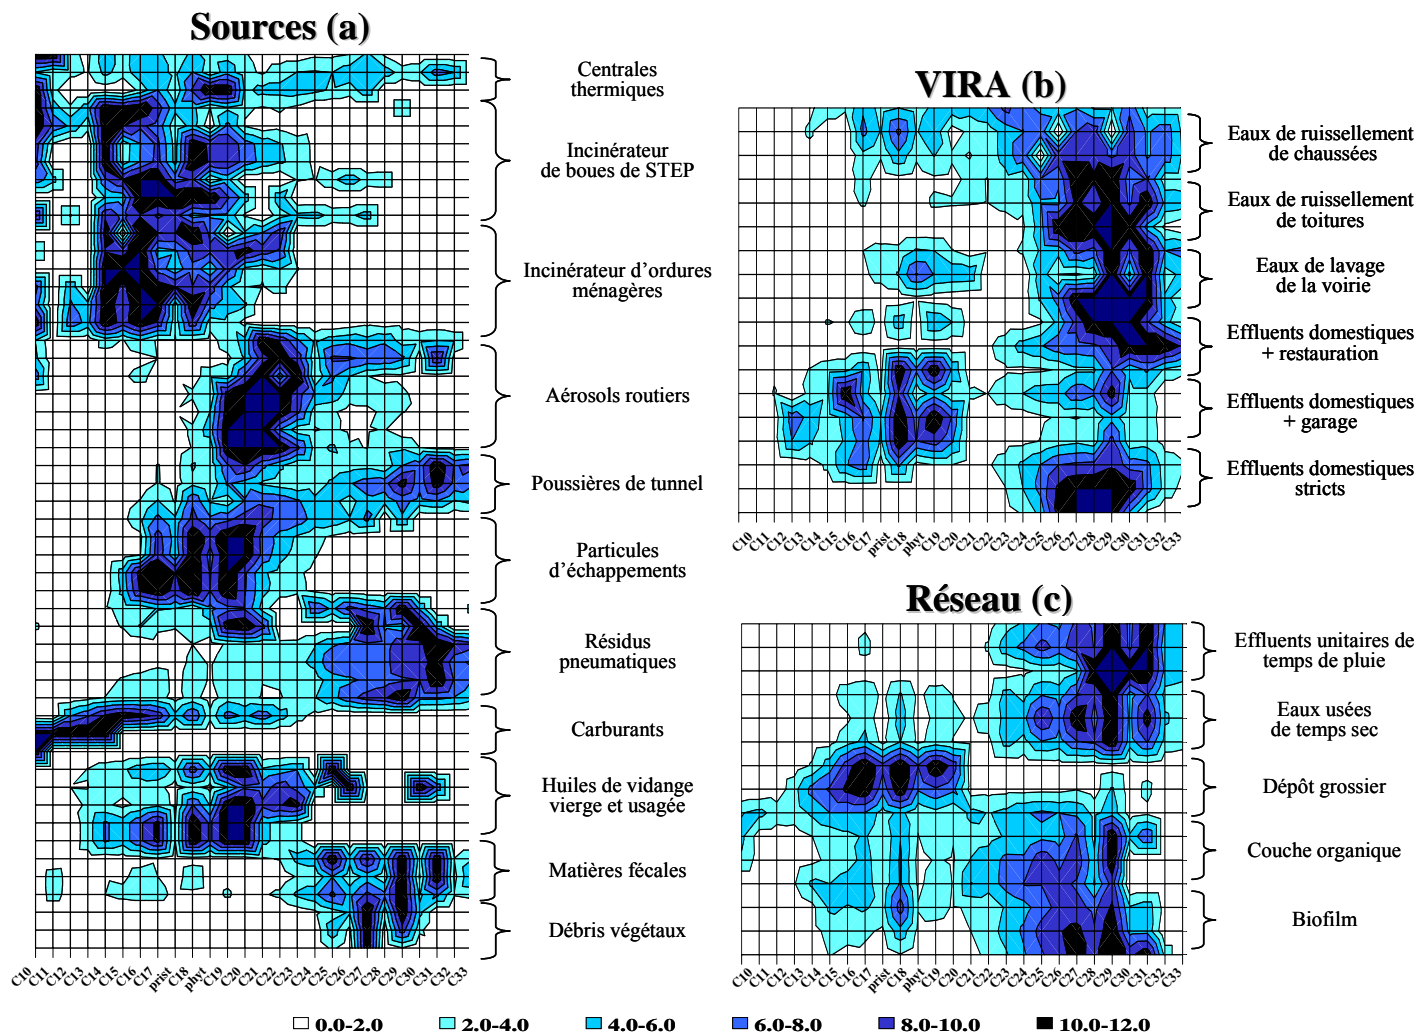 Sources (a)
Centrales
thermiques
Incinérateur
de boues de STEP
Incinérateur d'ordures
ménagères
Aérosols routiers
Poussières de tunnel
Particules
d'échappements
Résidus
pneumatiques
Carburants
Huiles de vidange
vierge et usagée
Matières fécales
Débris végétaux
C10 C11 C12 C13 C14 C15 C16 C17 prist C18 phyt C19 C20 C21 C22 C23 C24 C25 C26 C27 C28 C29 C30 C31 C32 C33
VIRA (b)
Eaux de ruissellement
de chaussées
Eaux de ruissellement
de toitures
Eaux de lavage
de la voirie
Effluents domestiques
+ restauration
Effluents domestiques
+ garage
Effluents domestiques
stricts
C10 C11 C12 C13 C14 C15 C16 C17 prist C18 phyt C19 C20 C21 C22 C23 C24 C25 C26 C27 C28 C29 C30 C31 C32 C33
Réseau (c)
Effluents unitaires de
temps de pluie
Eaux usées
de temps sec
Dépôt grossier
Couche organique
Biofilm
C10 C11 C12 C13 C14 C15 C16 C17 prist C18 phyt C19 C20 C21 C22 C23 C24 C25 C26 C27 C28 C29 C30 C31 C32 C33
0.0-2.0 2.0-4.0 4.0-6.0 6.0-8.0 8.0-10.0 10.0-12.0